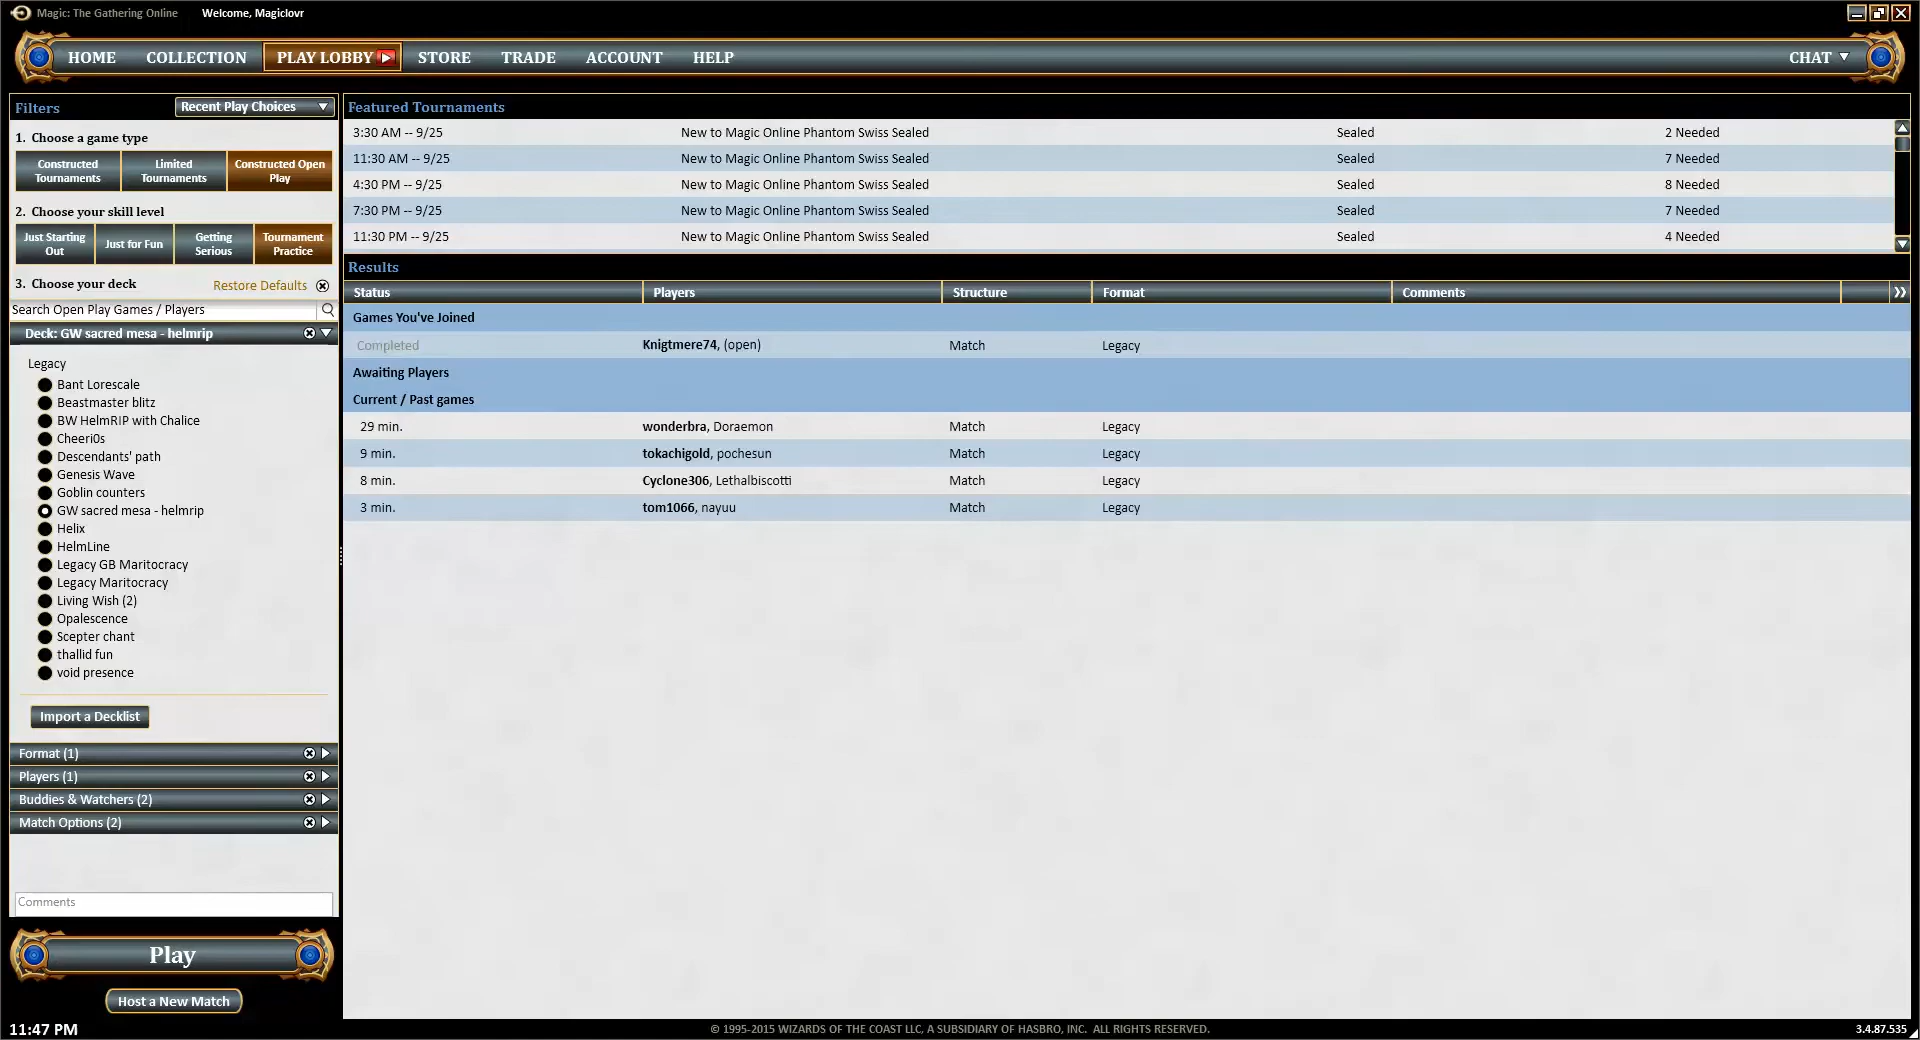 Magic: The Gathering Online Welcome, Magiclovr
HOME COLLECTION PLAY LOBBY STORE TRADE ACCOUNT HELP CHAT
Filters Recent Play Choices
1. Choose a game type
Constructed Tournaments Limited Tournaments Constructed Open Play
2. Choose your skill level
Just Starting Out Just for Fun Getting Serious Tournament Practice
3. Choose your deck Restore Defaults
Search Open Play Games / Players
Deck: GW sacred mesa - helmrip
Legacy
Bant Lorescale
Beastmaster blitz
BW HelmRIP with Chalice
Cheeri0s
Descendants' path
Genesis Wave
Goblin counters
GW sacred mesa - helmrip
Helix
HelmLine
Legacy GB Maritocracy
Legacy Maritocracy
Living Wish (2)
Opalescence
Scepter chant
thallid fun
void presence
Import a Decklist
Format (1)
Players (1)
Buddies & Watchers (2)
Match Options (2)
Comments
Play
Host a New Match
11:47 PM
Featured Tournaments
3:30 AM -- 9/25 New to Magic Online Phantom Swiss Sealed Sealed 2 Needed
11:30 AM -- 9/25 New to Magic Online Phantom Swiss Sealed Sealed 7 Needed
4:30 PM -- 9/25 New to Magic Online Phantom Swiss Sealed Sealed 8 Needed
7:30 PM -- 9/25 New to Magic Online Phantom Swiss Sealed Sealed 7 Needed
11:30 PM -- 9/25 New to Magic Online Phantom Swiss Sealed Sealed 4 Needed
Results
Status Players Structure Format Comments
Games You've Joined
Completed Knigtmere74, (open) Match Legacy
Awaiting Players
Current / Past games
29 min. wonderbra, Doraemon Match Legacy
9 min. tokachigold, pochesun Match Legacy
8 min. Cyclone306, Lethalbiscotti Match Legacy
3 min. tom1066, nayuu Match Legacy
© 1995-2015 WIZARDS OF THE COAST LLC, A SUBSIDIARY OF HASBRO, INC. ALL RIGHTS RESERVED.
3.4.87.535